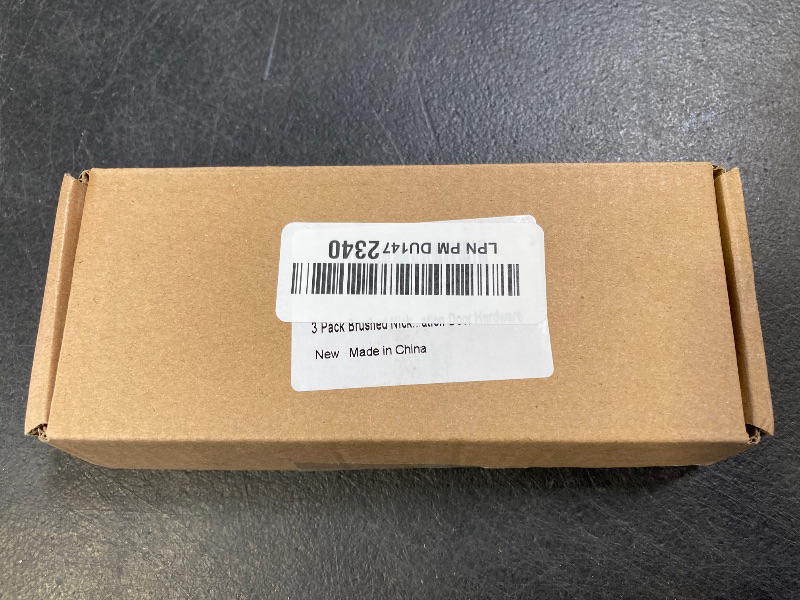 LPN PM DU1472340
3 Pack Brushed Nick...ation Door Hardware
New Made in China